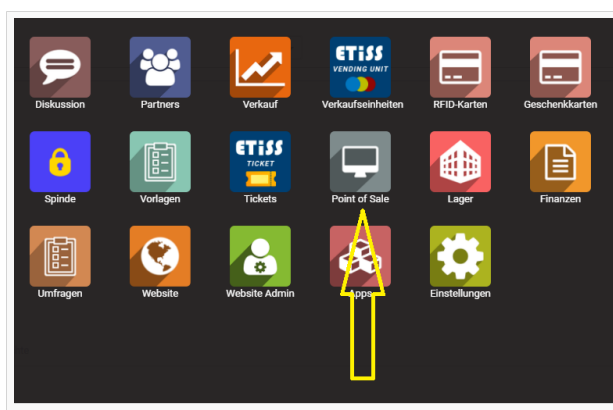 ETiSS
VENDING UNIT
Diskussion
Partners
Verkauf
Verkaufseinheiten
RFID-Karten
Geschenkkarten
ETiSS
TICKET
Spinde
Vorlagen
Tickets
Point of Sale
Lager
Finanzen
Umfragen
Website
Website Admin
Apps
Einstellungen